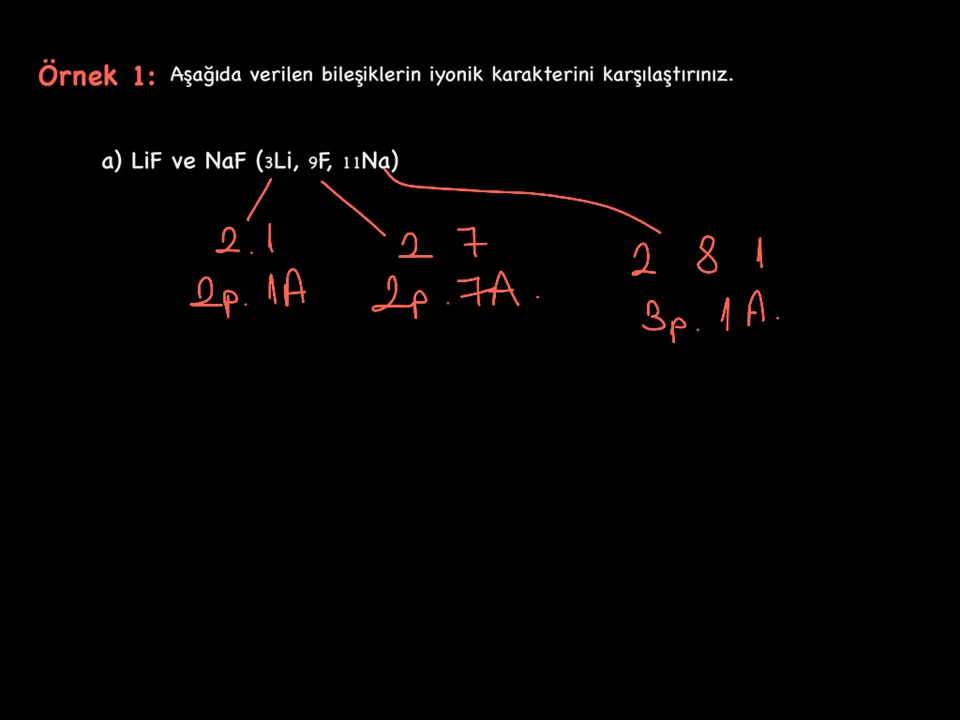 Örnek 1: Aşağıda verilen bileşiklerin iyonik karakterini karşılaştırınız.
a) LiF ve NaF (₃Li, ₉F, ₁₁Na)
2.1 2 7 2 8 1
2p. 1A 2p. 7A. 3p. 1A.